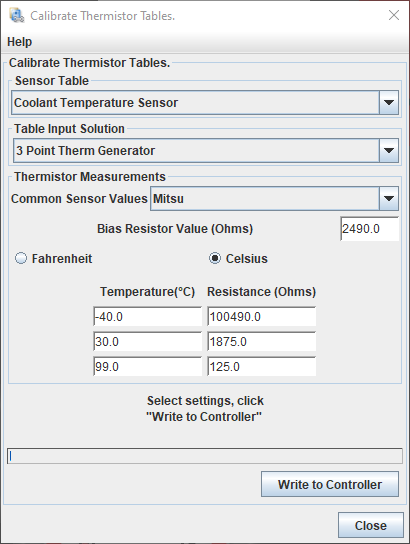 Calibrate Thermistor Tables.
Help
Calibrate Thermistor Tables.
Sensor Table
Coolant Temperature Sensor
Table Input Solution
3 Point Therm Generator
Thermistor Measurements
Common Sensor Values Mitsu
Bias Resistor Value (Ohms) 2490.0
Fahrenheit Celsius
Temperature(°C) Resistance (Ohms)
-40.0 100490.0
30.0 1875.0
99.0 125.0
Select settings, click
"Write to Controller"
Write to Controller
Close